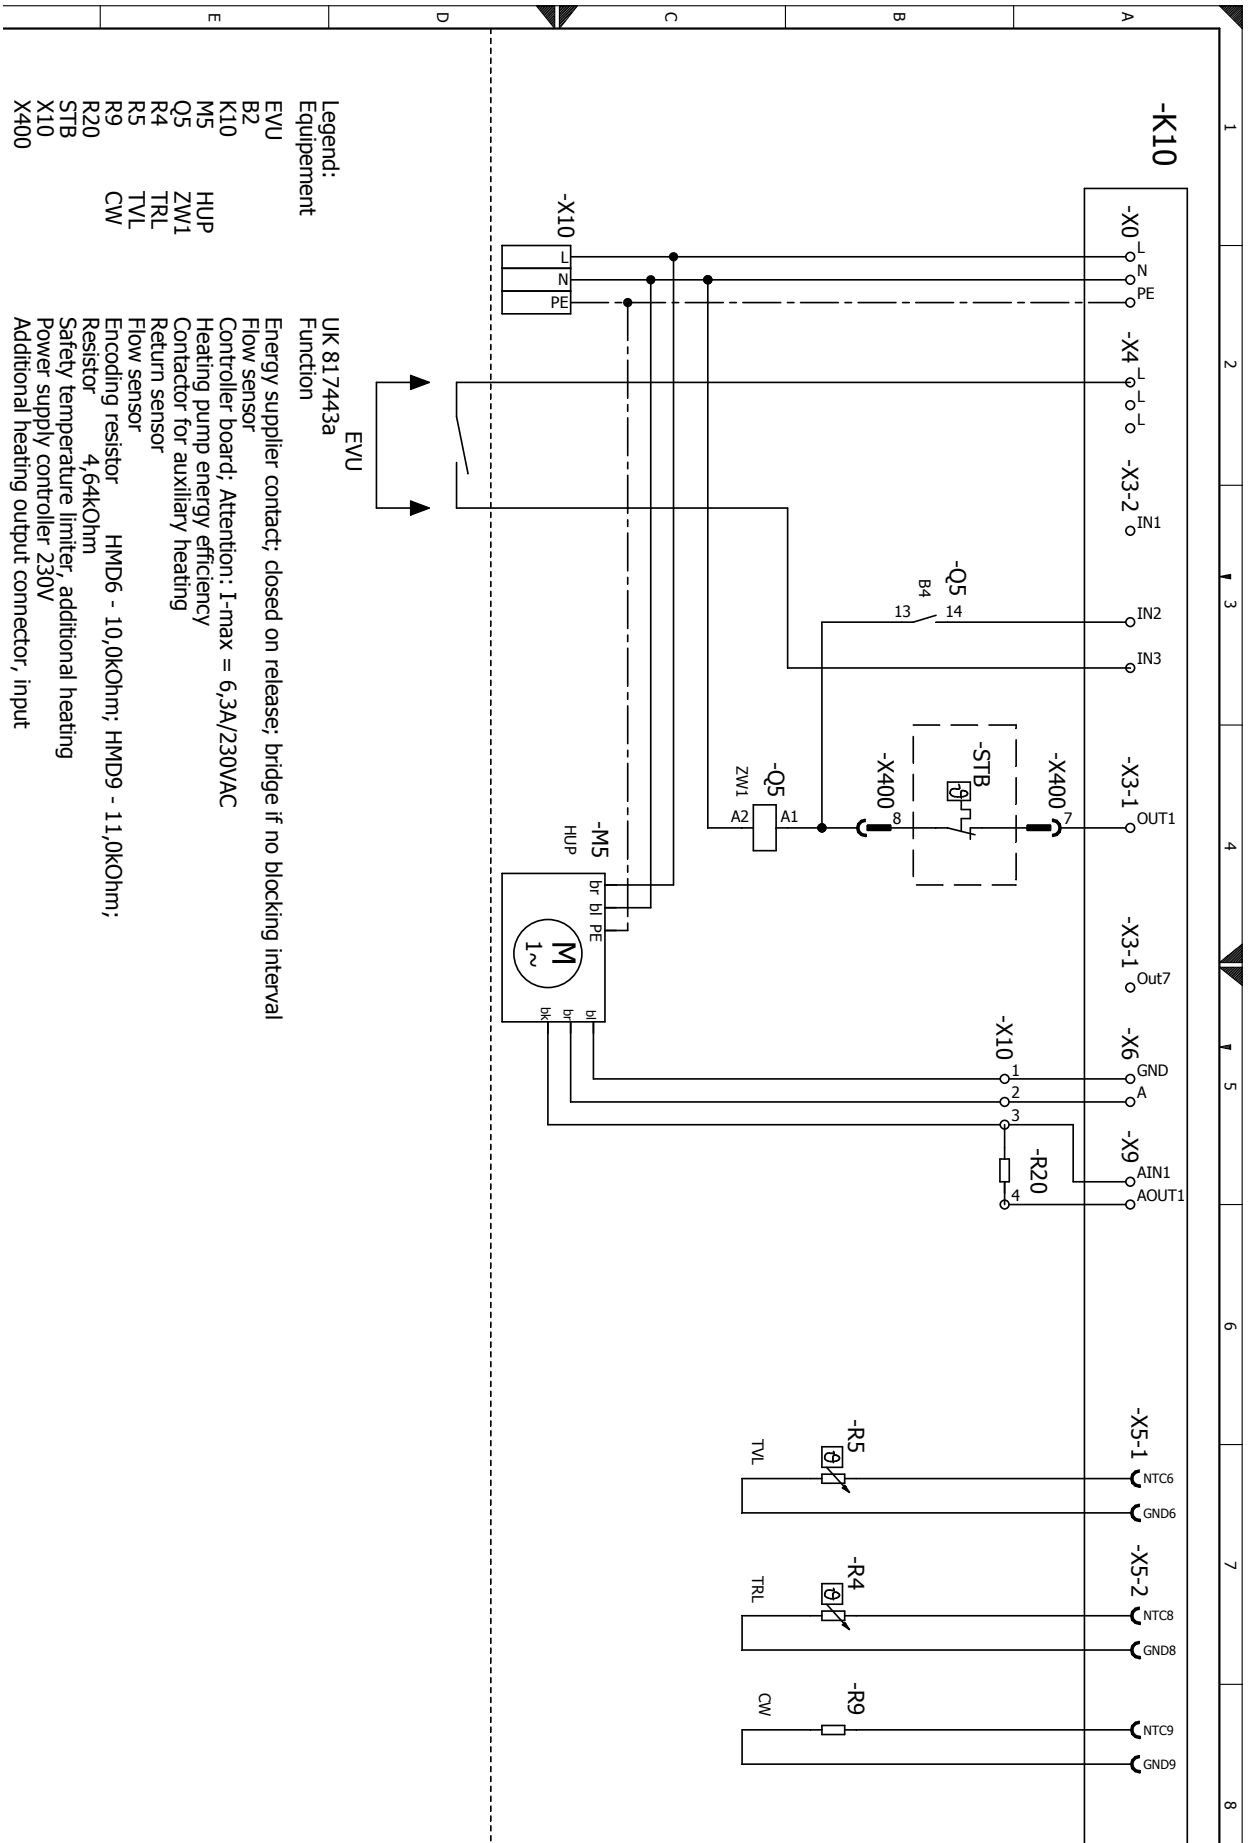 1
2
3
4
5
6
7
8
A
B
C
D
E
-K10
-X0
L
N
PE
-X4
L
L
L
-X3-2
IN1
IN2
IN3
-X3-1
OUT1
-X3-1
Out7
-X6
GND
A
-X9
AIN1
AOUT1
-X5-1
NTC6
GND6
-X5-2
NTC8
GND8
NTC9
GND9
-Q5
B4
13
14
-X400
7
-STB
-X400
8
-Q5
ZW1
A2
A1
-X10
1
2
3
4
-R20
-R5
TVL
-R4
TRL
-R9
CW
-X10
L
N
PE
-M5
HUP
br
bl
PE
M
1~
bk
br
bl
EVU
Legend: UK 817443a
Equipement Function
EVU Energy supplier contact; closed on release; bridge if no blocking interval
B2 Flow sensor
K10 Controller board; Attention: I-max = 6,3A/230VAC
M5 HUP Heating pump energy efficiency
Q5 ZW1 Contactor for auxiliary heating
R4 TRL Return sensor
R5 TVL Flow sensor
R9 CW Encoding resistor HMD6 - 10,0kOhm; HMD9 - 11,0kOhm;
R20 Resistor 4,64kOhm
STB Safety temperature limiter, additional heating
X10 Power supply controller 230V
X400 Additional heating output connector, input